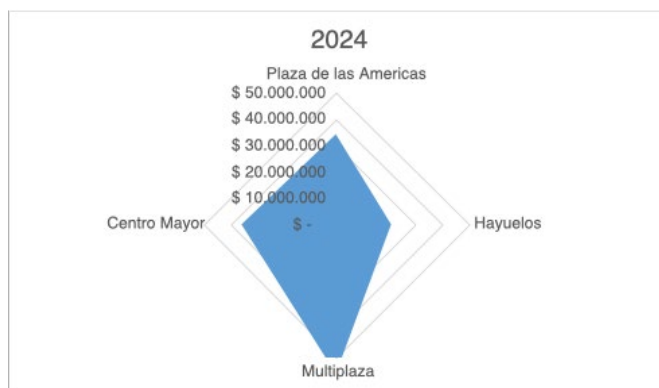 2024
Plaza de las Americas
$ 50.000.000
$ 40.000.000
$ 30.000.000
$ 20.000.000
$ 10.000.000
Centro Mayor
$ -
Hayuelos
Multiplaza